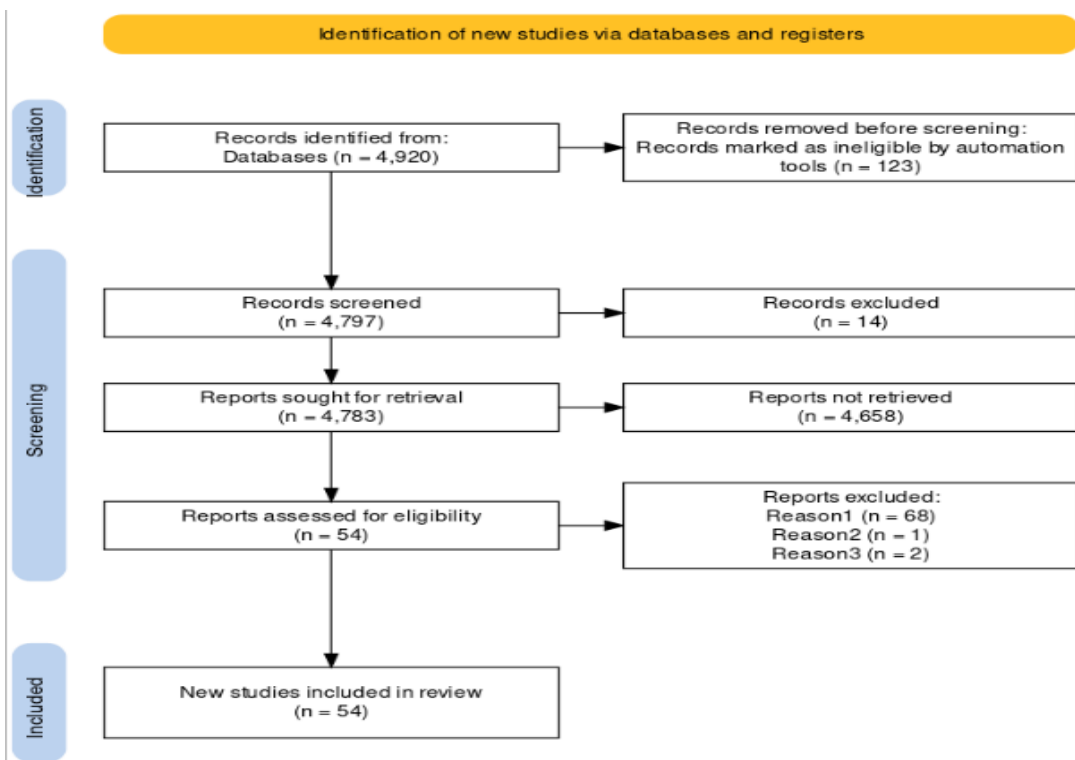 Identification of new studies via databases and registers
Identification
Records identified from:
Databases (n = 4,920)
Records removed before screening:
Records marked as ineligible by automation
tools (n = 123)
Screening
Records screened
(n = 4,797)
Records excluded
(n = 14)
Reports sought for retrieval
(n = 4,783)
Reports not retrieved
(n = 4,658)
Reports assessed for eligibility
(n = 54)
Reports excluded:
Reason1 (n = 68)
Reason2 (n = 1)
Reason3 (n = 2)
Included
New studies included in review
(n = 54)